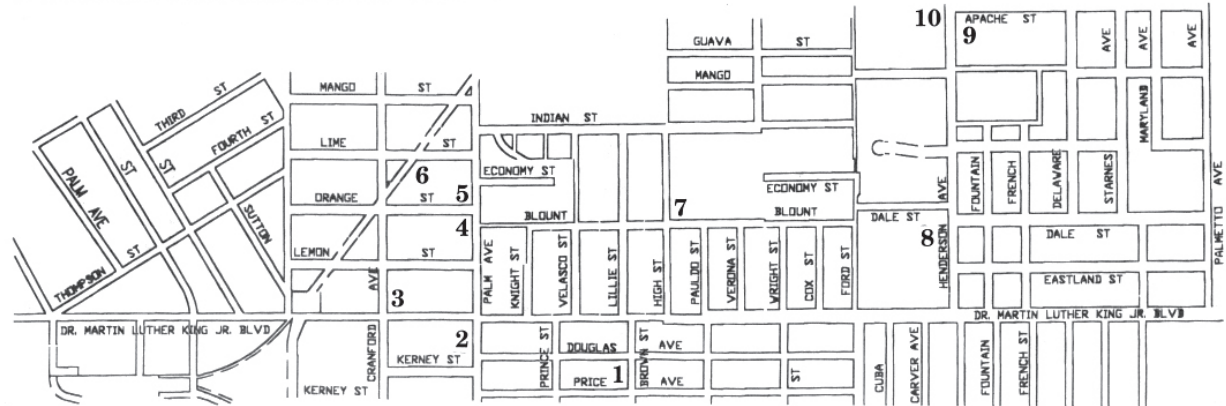 10
APACHE ST
9
GUAVA ST
AVE
AVE
AVE
MANGO
MANGO ST
THIRD ST
FOURTH ST
INDIAN ST
LIME ST
MARYLAND
PALM AVE
ST
ST
6
5
ECONOMY ST
ECONOMY ST
ORANGE ST
SUTTON
FOUNTAIN
FRENCH
DELAWARE
STARNES
AVE
PALMETTO AVE
7
BLOUNT
BLOUNT
DALE ST
4
8
DALE ST
LEMON ST
THOMPSON ST
PALM AVE
KNIGHT ST
VELASCO ST
LILLIE ST
HIGH ST
PAULDO ST
VERONA ST
WRIGHT ST
COX ST
FORD ST
HENDERSON
EASTLAND ST
3
AVE
DR. MARTIN LUTHER KING JR. BLVD
DR. MARTIN LUTHER KING JR. BLVD
2
CRANFORD
KERNEY ST
KERNEY ST
PRINCE ST
DOUGLAS AVE
BROWN ST
PRICE AVE
1
ST
CUBA
CARVER AVE
FOUNTAIN
FRENCH ST